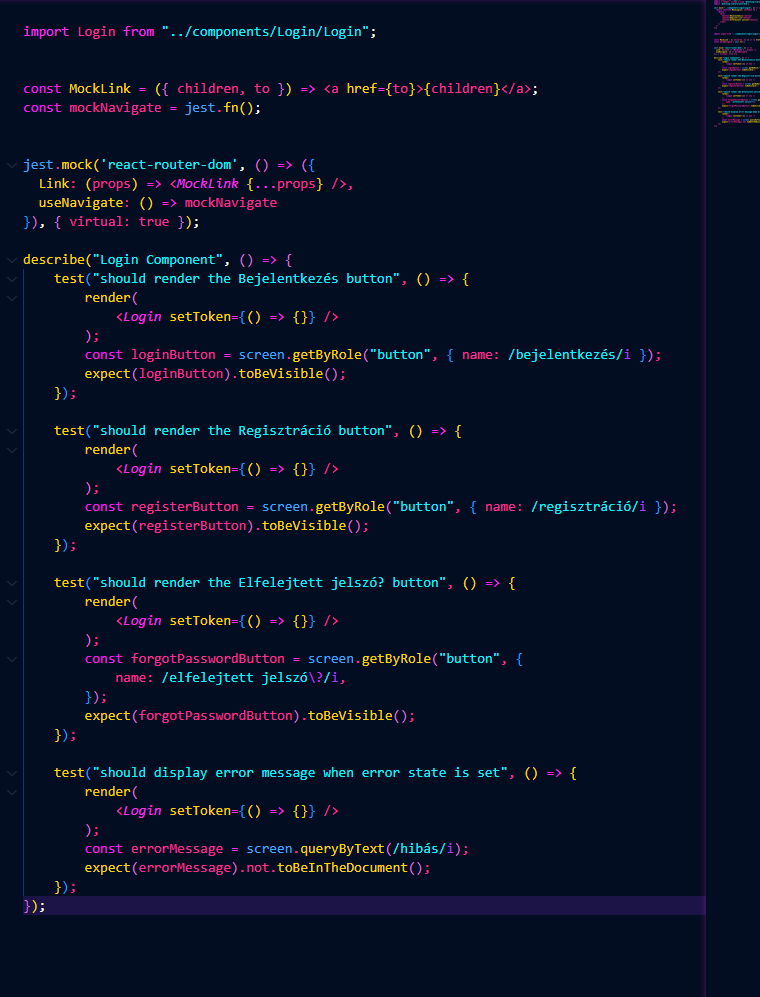 import Login from "../components/Login/Login";
const MockLink = ({ children, to }) => <a href={to}>{children}</a>;
const mockNavigate = jest.fn();
jest.mock('react-router-dom', () => ({
  Link: (props) => <MockLink {...props} />,
  useNavigate: () => mockNavigate
}), { virtual: true });
describe("Login Component", () => {
    test("should render the Bejelentkezés button", () => {
        render(
            <Login setToken={() => {}} />
        );
        const loginButton = screen.getByRole("button", { name: /bejelentkezés/i });
        expect(loginButton).toBeVisible();
    });
    test("should render the Regisztráció button", () => {
        render(
            <Login setToken={() => {}} />
        );
        const registerButton = screen.getByRole("button", { name: /regisztráció/i });
        expect(registerButton).toBeVisible();
    });
    test("should render the Elfelejtett jelszó? button", () => {
        render(
            <Login setToken={() => {}} />
        );
        const forgotPasswordButton = screen.getByRole("button", {
            name: /elfelejtett jelszó\?/i,
        });
        expect(forgotPasswordButton).toBeVisible();
    });
    test("should display error message when error state is set", () => {
        render(
            <Login setToken={() => {}} />
        );
        const errorMessage = screen.queryByText(/hibás/i);
        expect(errorMessage).not.toBeInTheDocument();
    });
});